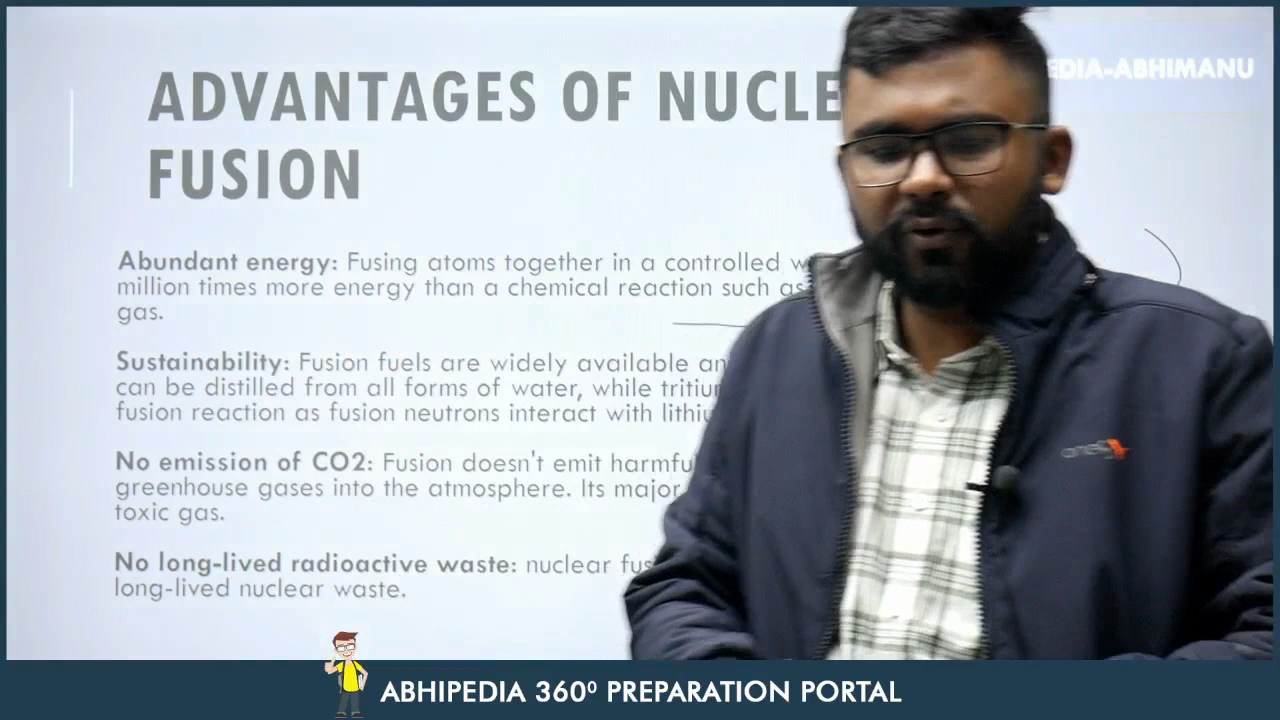 ADVANTAGES OF NUCLE
FUSION
EDIA-ABHIMANU
Abundant energy: Fusing atoms together in a controlled w
million times more energy than a chemical reaction such as
gas.
Sustainability: Fusion fuels are widely available an
can be distilled from all forms of water, while tritiu
fusion reaction as fusion neutrons interact with lithiu
No emission of CO2: Fusion doesn't emit harmful
greenhouse gases into the atmosphere. Its major
toxic gas.
No long-lived radioactive waste: nuclear fus
long-lived nuclear waste.
ABHIPEDIA 360⁰ PREPARATION PORTAL